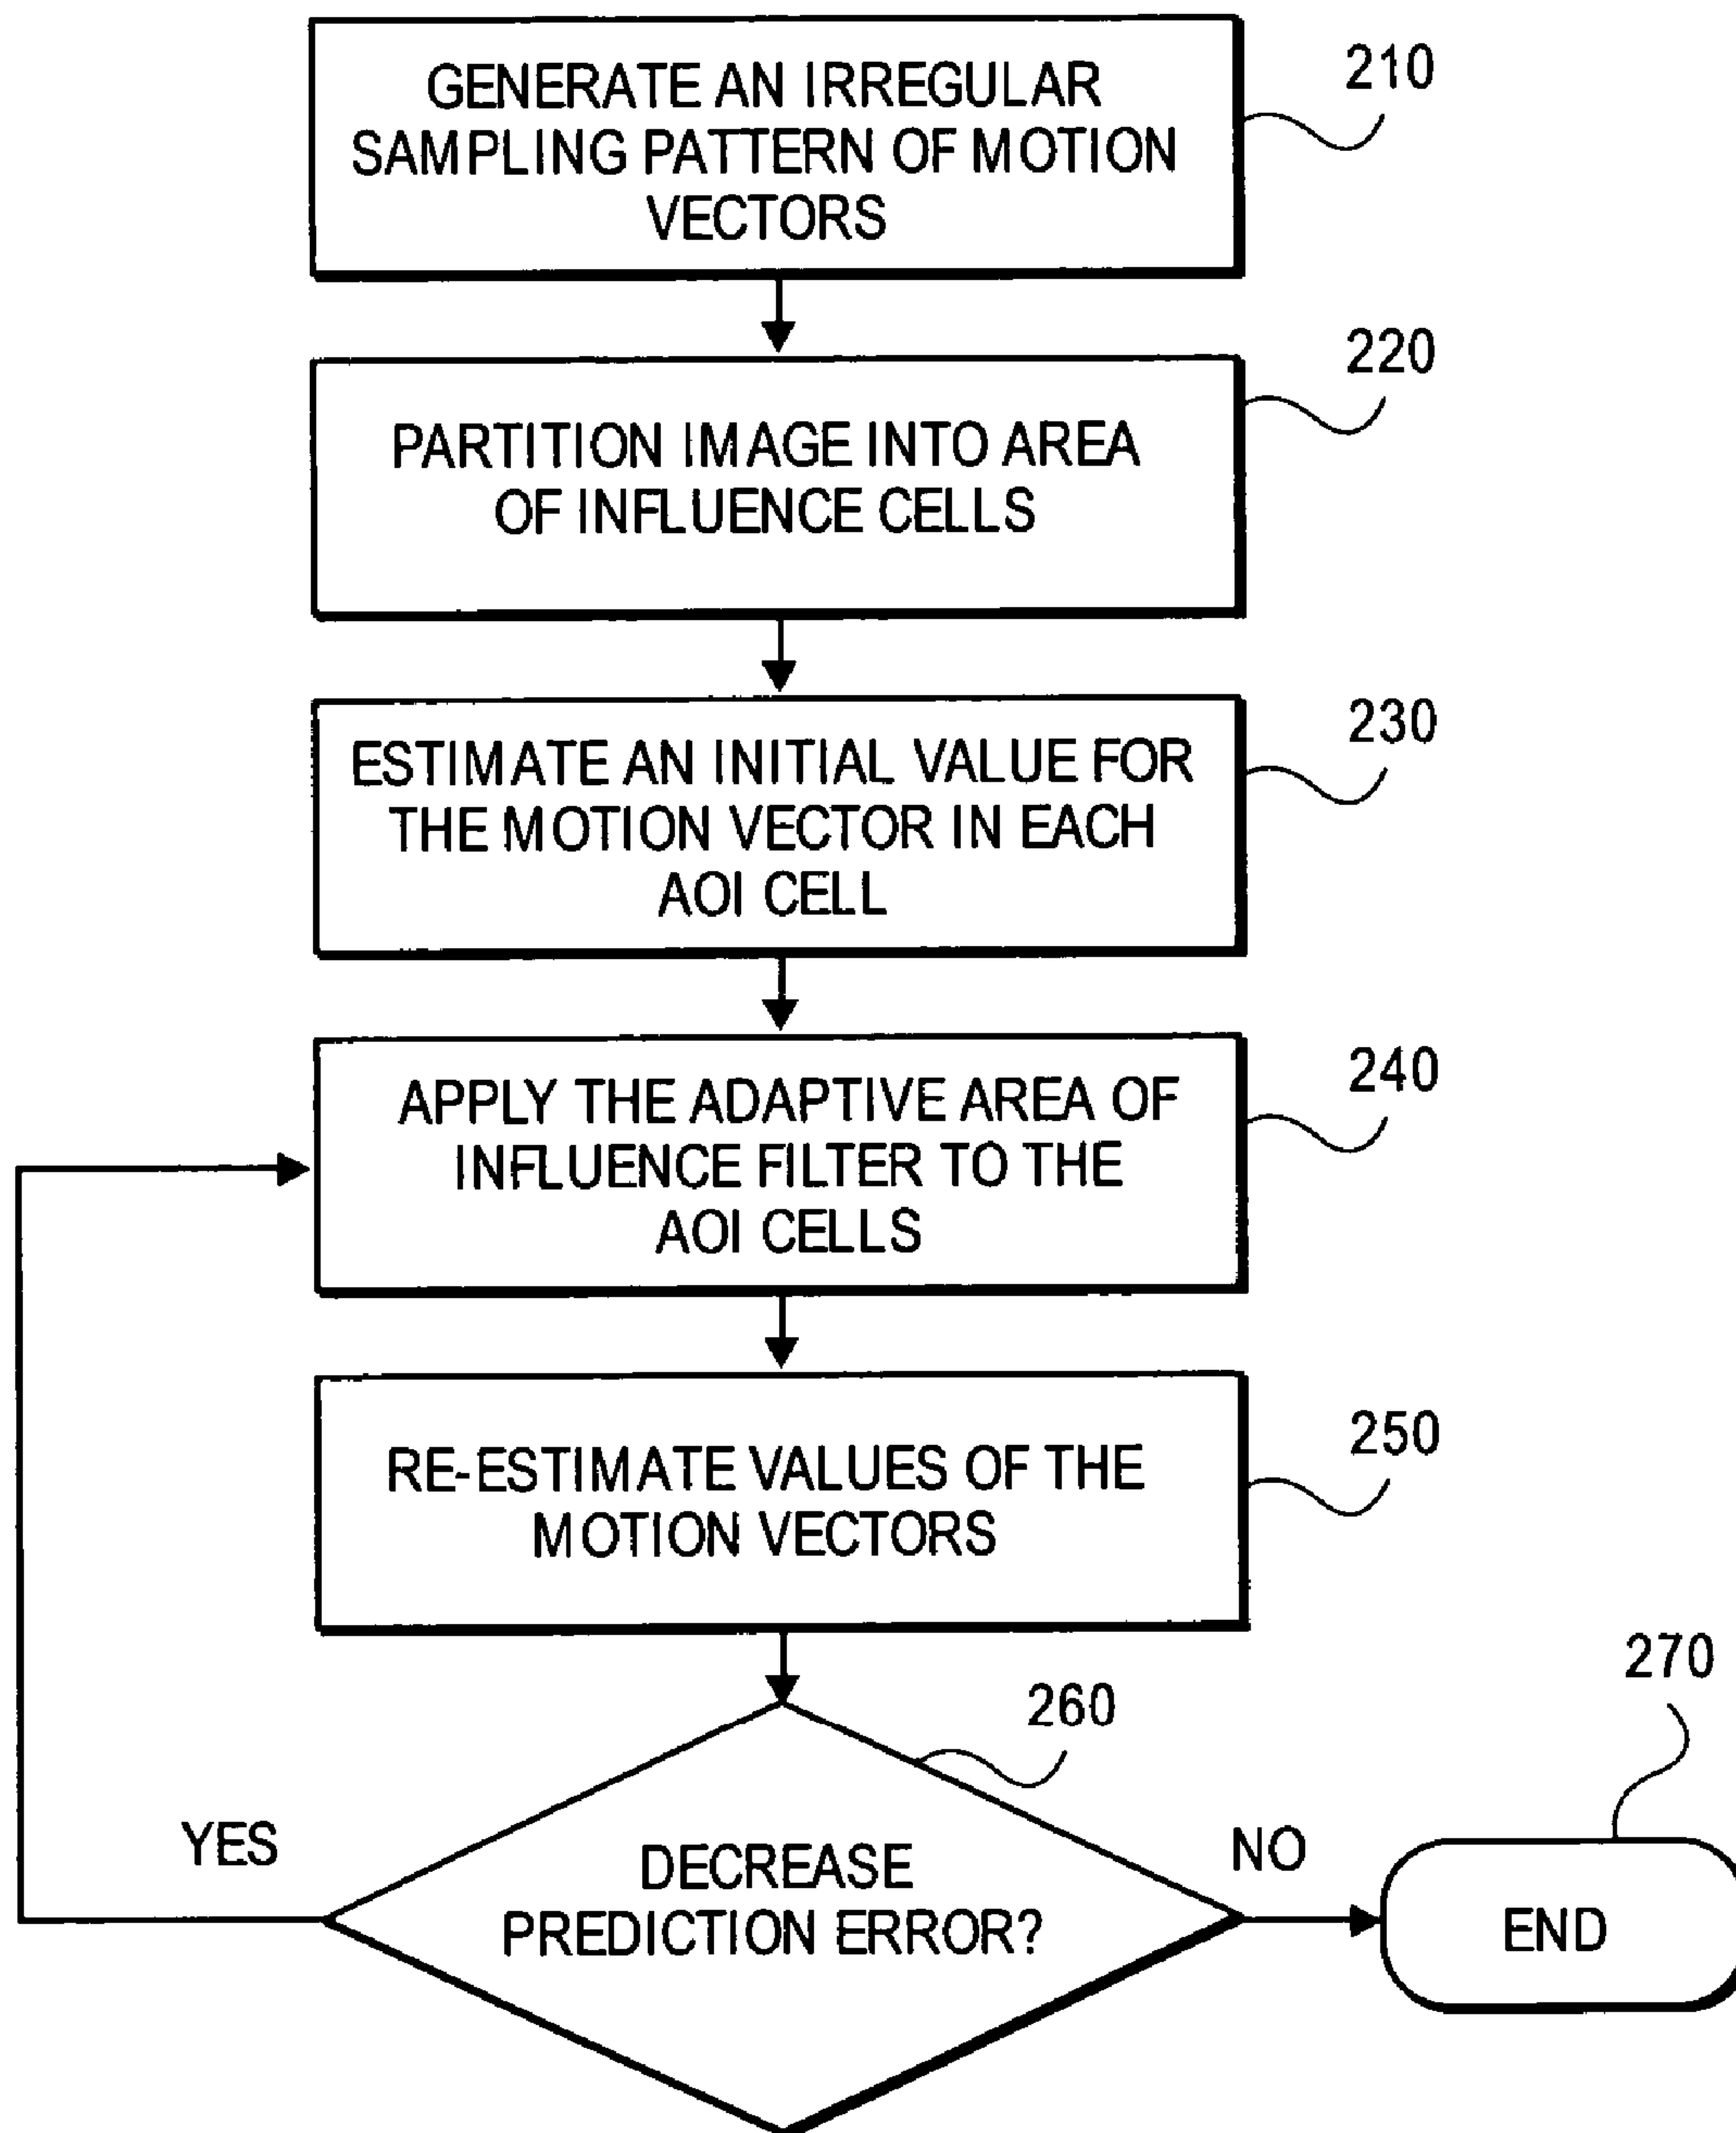 GENERATE AN IRREGULAR
SAMPLING PATTERN OF MOTION
VECTORS
210
PARTITION IMAGE INTO AREA
OF INFLUENCE CELLS
220
ESTIMATE AN INITIAL VALUE FOR
THE MOTION VECTOR IN EACH
AOI CELL
230
APPLY THE ADAPTIVE AREA OF
INFLUENCE FILTER TO THE
AOI CELLS
240
RE-ESTIMATE VALUES OF THE
MOTION VECTORS
250
DECREASE
PREDICTION ERROR?
260
YES
NO
END
270